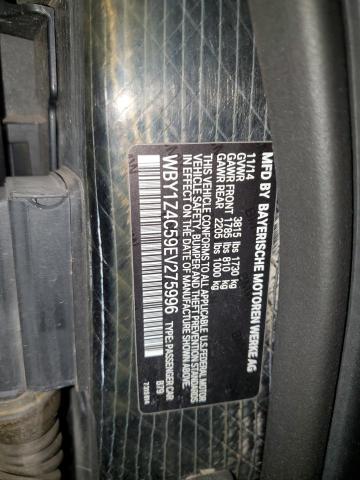 MFD BY BAYERISCHE MOTOREN WERKE AG
11/14
GVWR 3815 lbs 1730 kg
GAWR FRONT 1785 lbs 810 kg
GAWR REAR 2205 lbs 1000 kg
THIS VEHICLE CONFORMS TO ALL APPLICABLE U.S. FEDERAL MOTOR
VEHICLE SAFETY, BUMPER AND THEFT PREVENTION STANDARDS
IN EFFECT ON THE DATE OF MANUFACTURE SHOWN ABOVE.
WBY1Z4C59EV275996 TYPE: PASSENGER CAR
B79